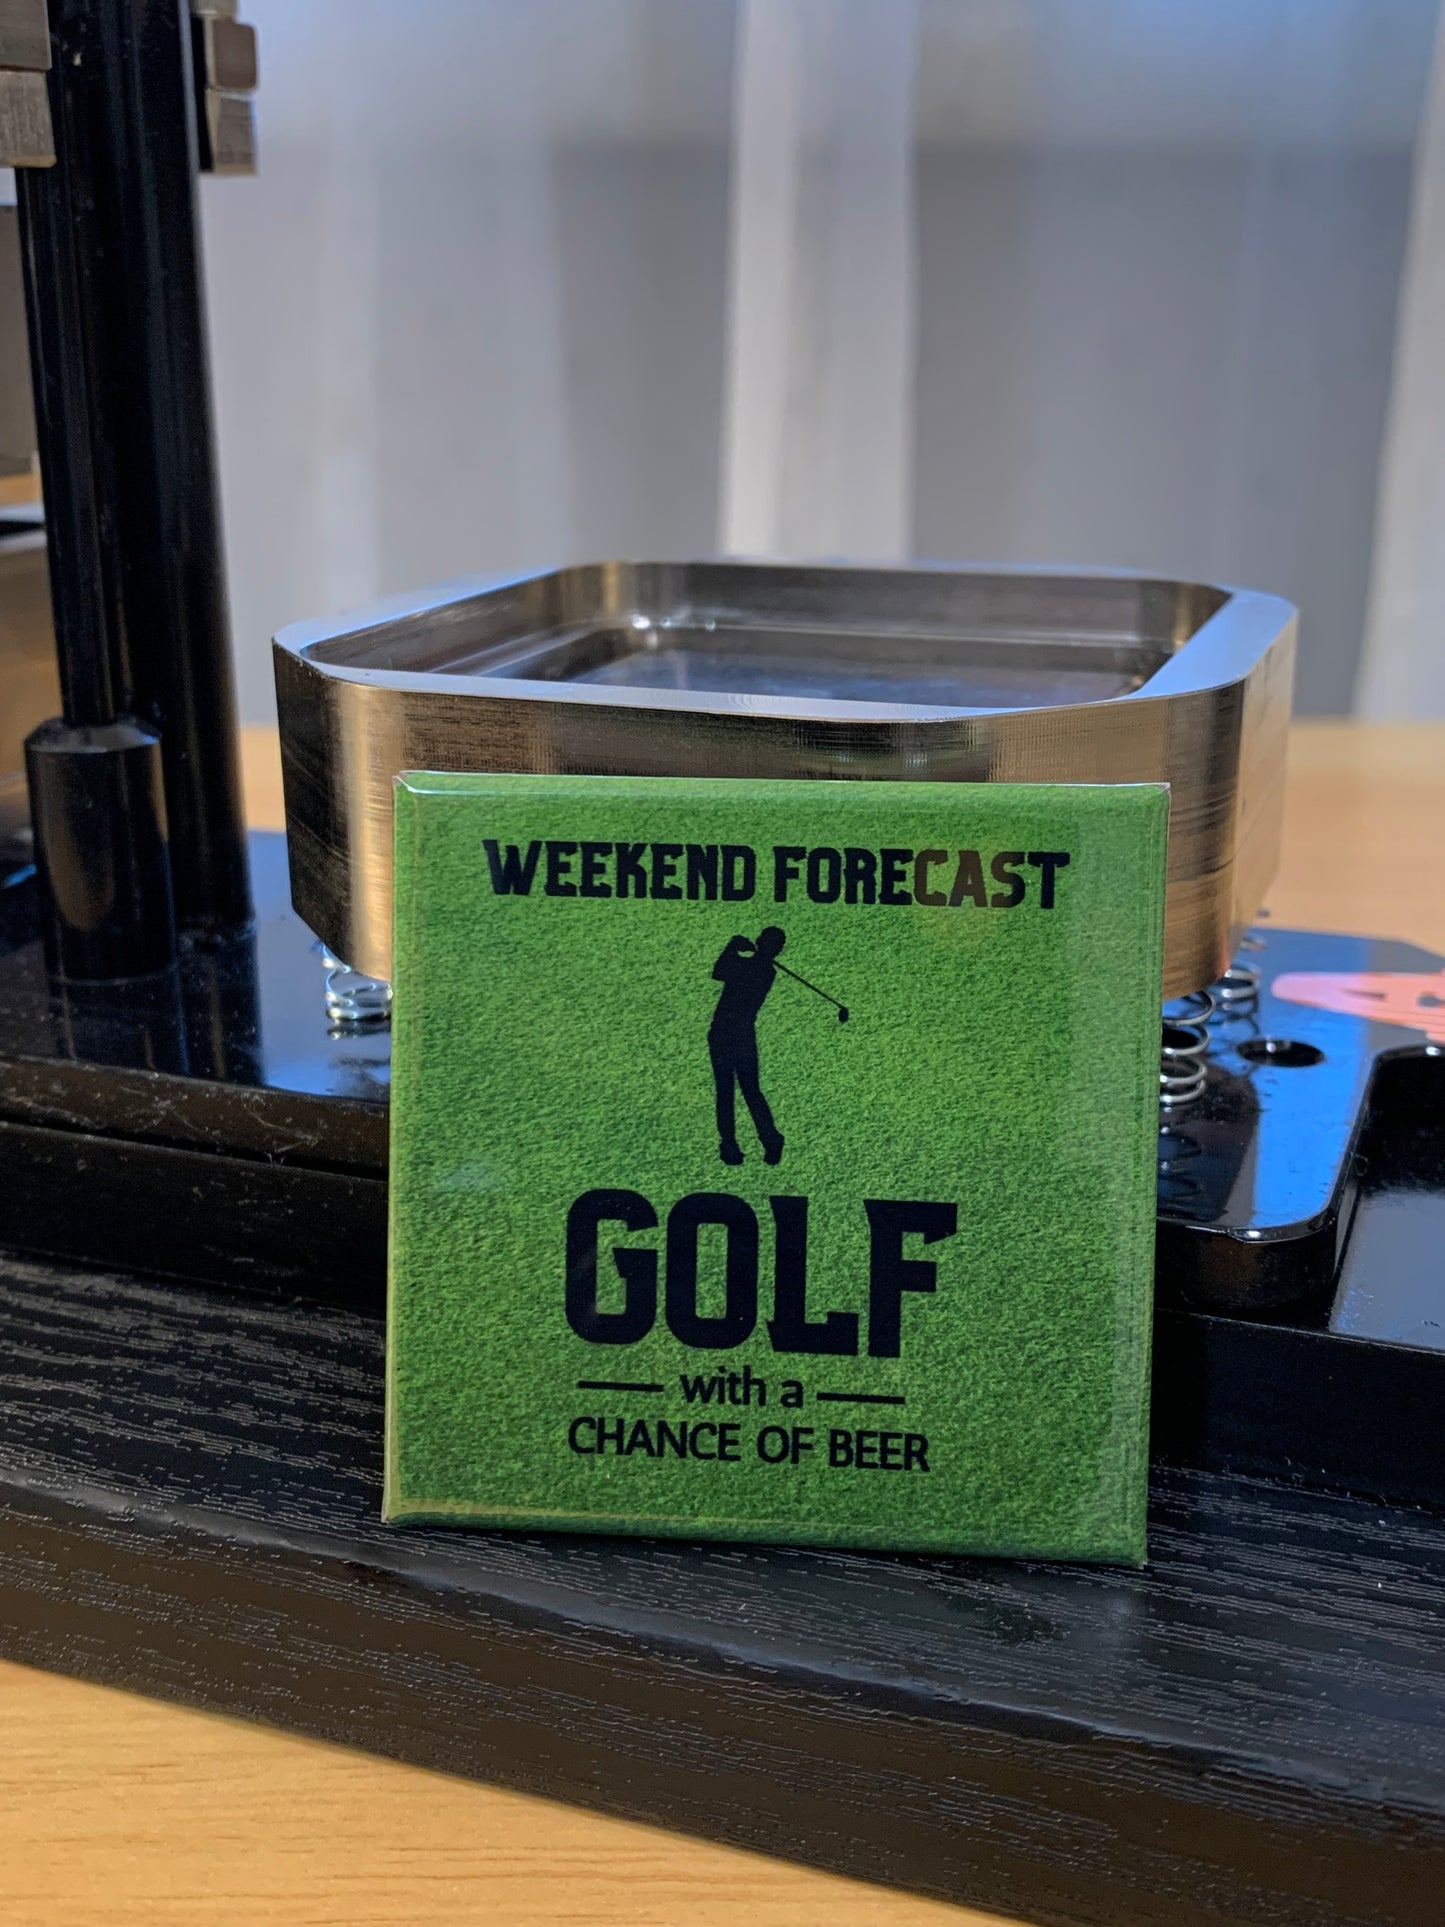 WEEKEND FORECAST
GOLF
with a
CHANCE OF BEER